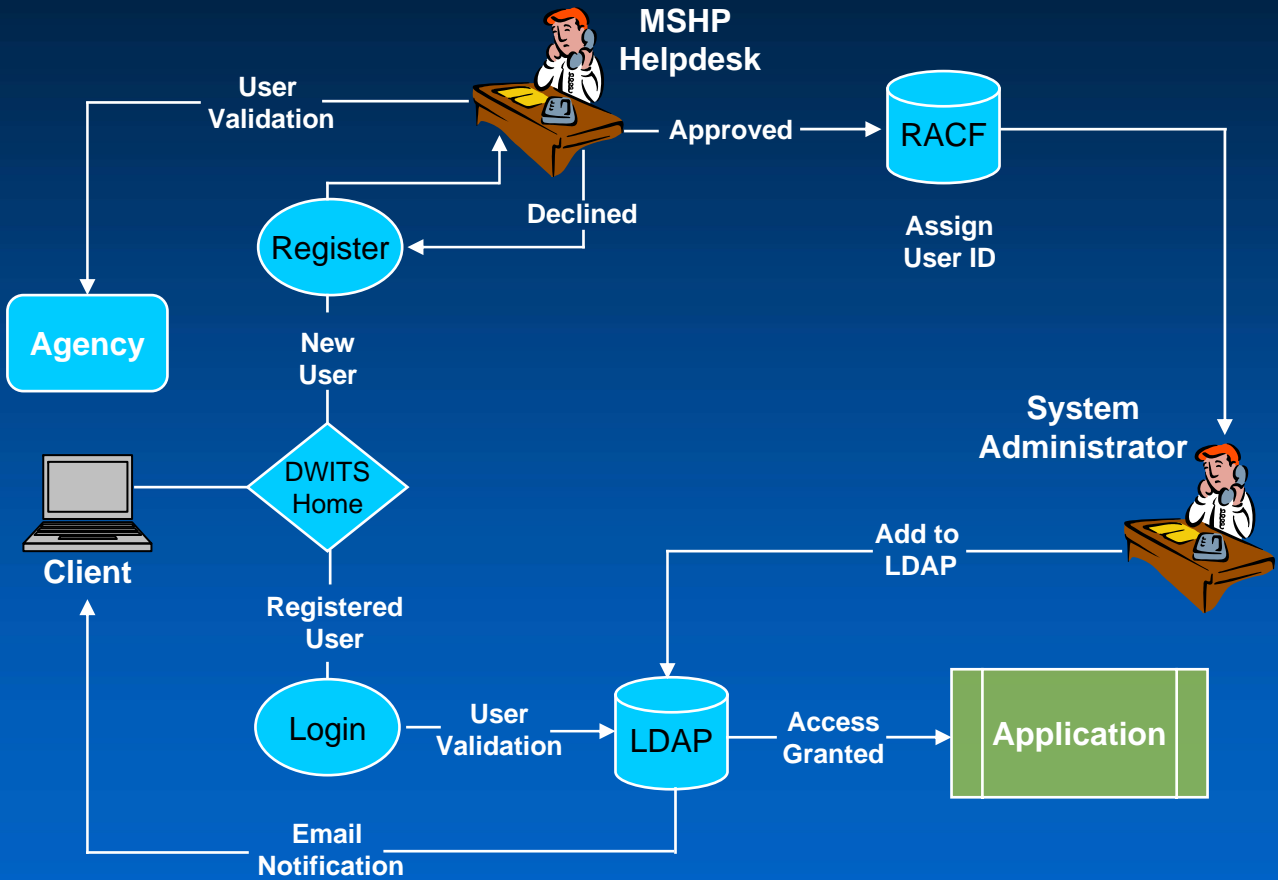 MSHP
Helpdesk
User
Validation
Approved
RACF
Declined
Register
Assign
User ID
Agency
New
User
System
Administrator
DWITS
Home
Client
Add to
LDAP
Registered
User
Login
User
Validation
LDAP
Access
Granted
Application
Email
Notification